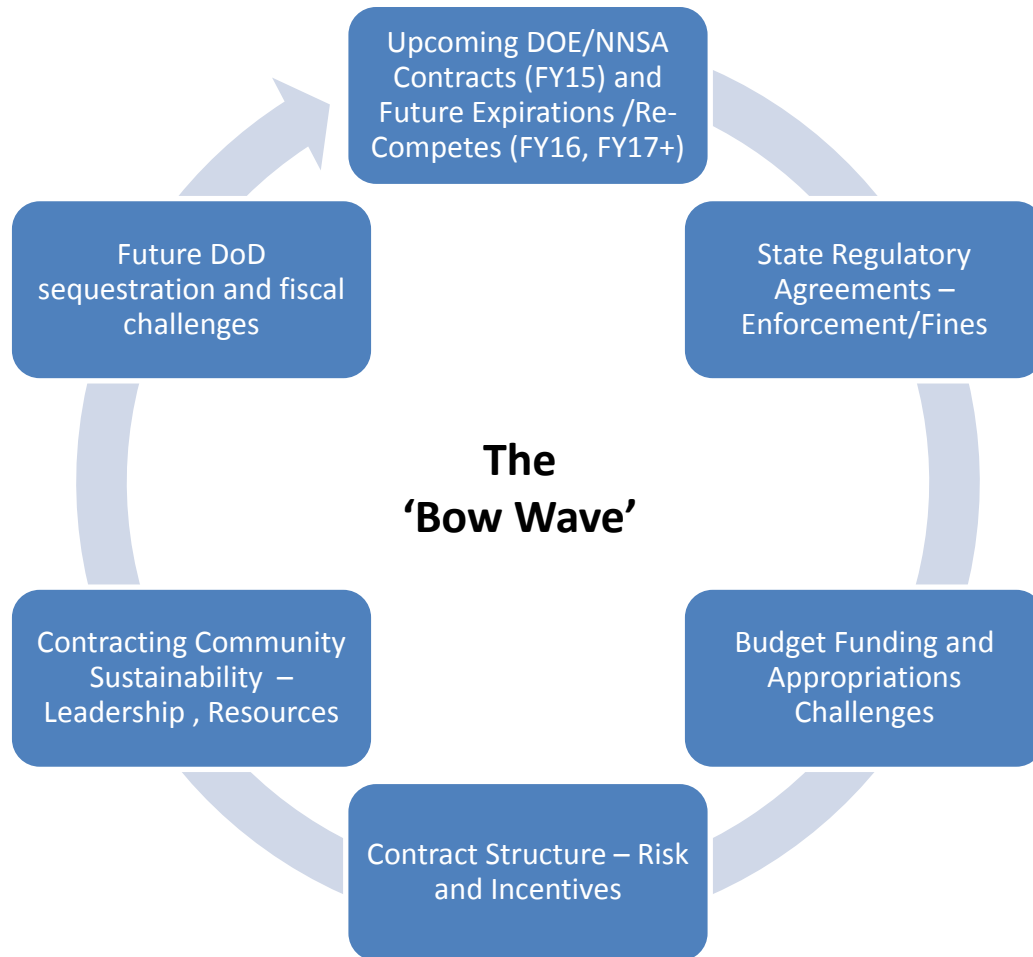 Upcoming DOE/NNSA
Contracts (FY15) and
Future Expirations /Re-
Competes (FY16, FY17+)
State Regulatory
Agreements –
Enforcement/Fines
Budget Funding and
Appropriations
Challenges
Contract Structure – Risk
and Incentives
Contracting Community
Sustainability –
Leadership , Resources
Future DoD
sequestration and fiscal
challenges
The
‘Bow Wave’